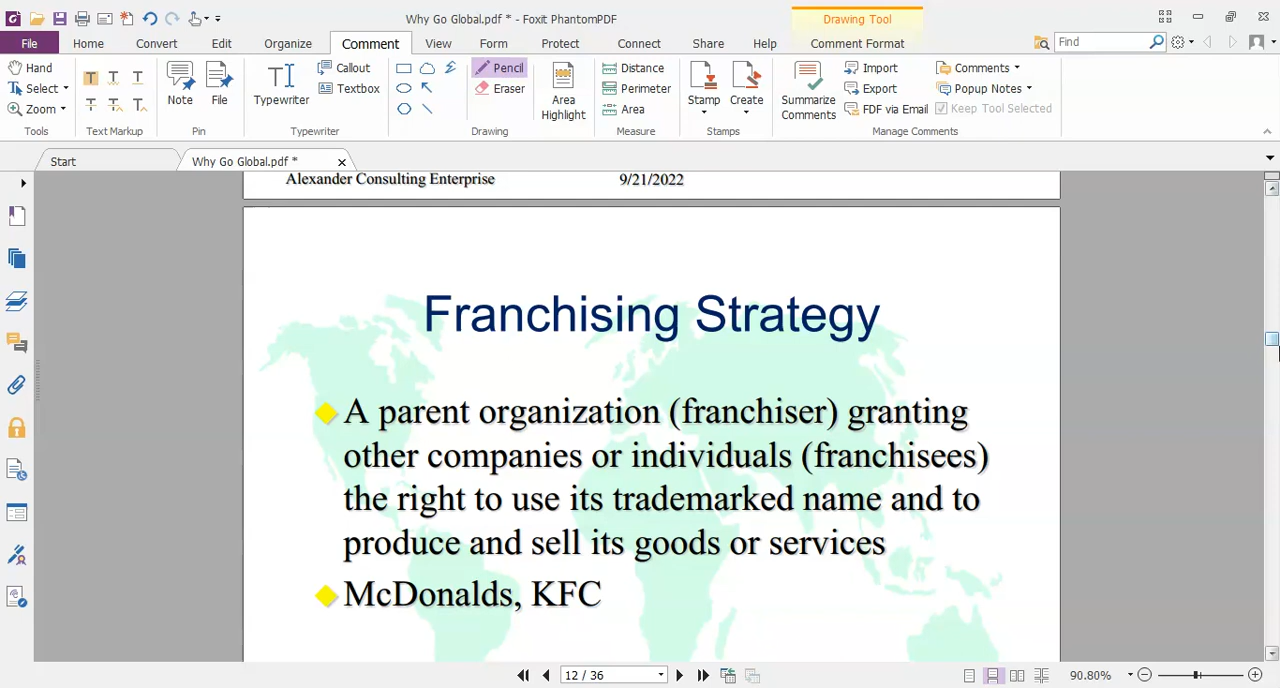 Why Go Global.pdf * - Foxit PhantomPDF
Drawing Tool
File Home Convert Edit Organize Comment View Form Protect Connect Share Help Comment Format Find
Hand
Select
Zoom
Tools
Text Markup
Note
File
Pin
Typewriter
Callout
Textbox
Typewriter
Pencil
Eraser
Drawing
Area
Highlight
Distance
Perimeter
Area
Measure
Stamp
Create
Stamps
Summarize
Comments
Import
Export
FDF via Email
Comments
Popup Notes
Keep Tool Selected
Manage Comments
Start
Why Go Global.pdf *
Alexander Consulting Enterprise 9/21/2022
Franchising Strategy
A parent organization (franchiser) granting
other companies or individuals (franchisees)
the right to use its trademarked name and to
produce and sell its goods or services
McDonalds, KFC
12 / 36
90.80%